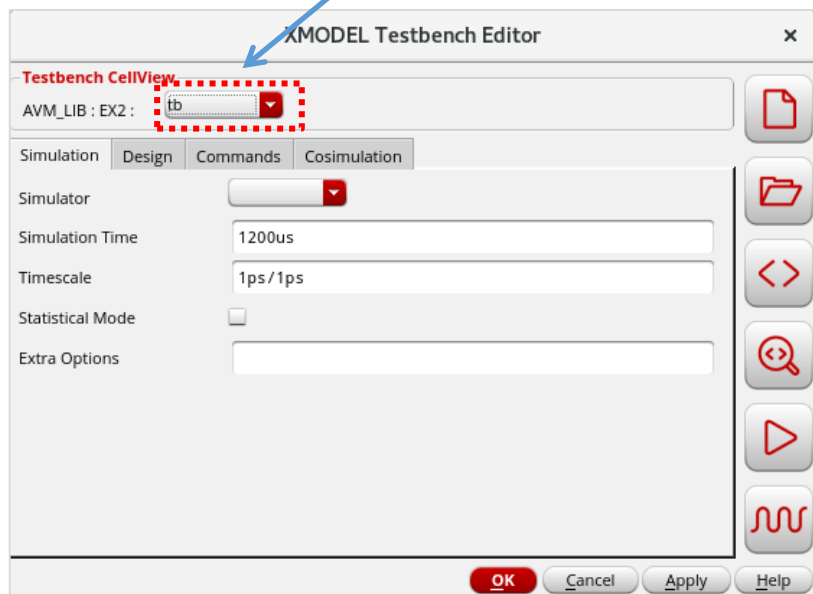 XMODEL Testbench Editor
Testbench CellView
AVM_LIB : EX2 : tb
Simulation Design Commands Cosimulation
Simulator
Simulation Time 1200us
Timescale 1ps/1ps
Statistical Mode
Extra Options
OK Cancel Apply Help